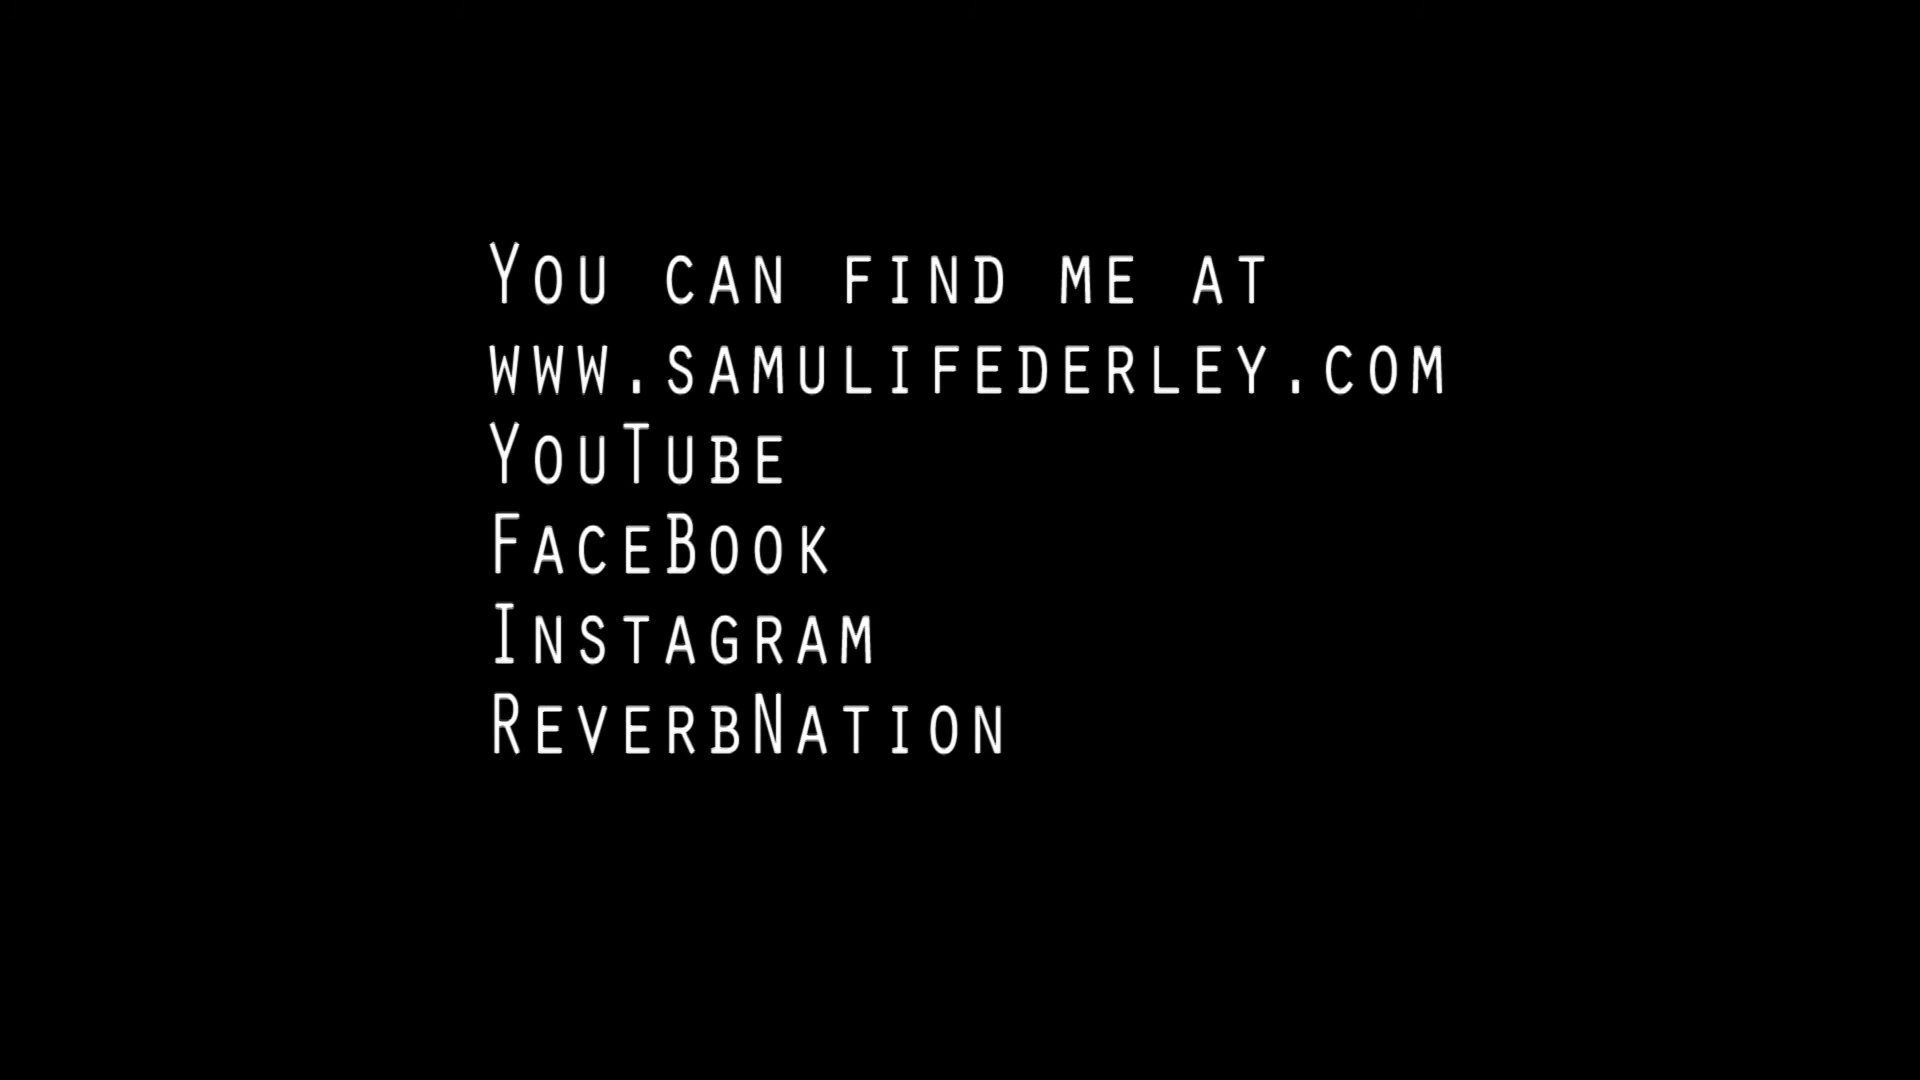 You can find me at
www.samulifederley.com
YouTube
FaceBook
Instagram
ReverbNation